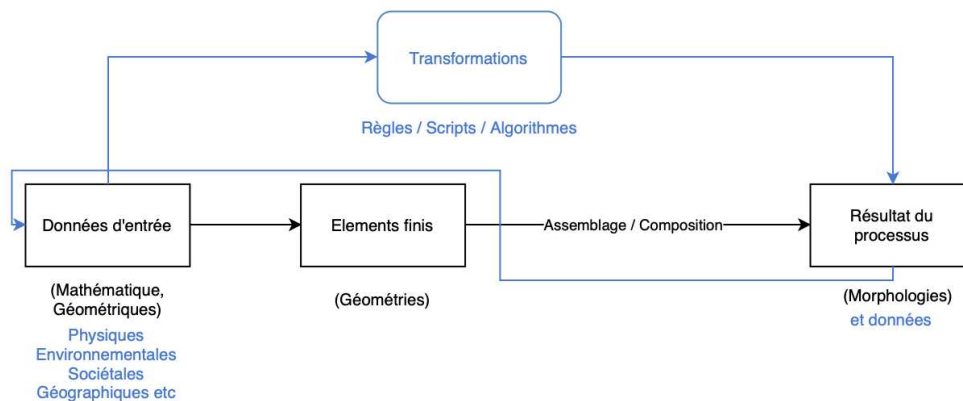 Transformations
Règles / Scripts / Algorithmes
Données d'entrée
Elements finis
Assemblage / Composition
Résultat du
processus
(Mathématique,
Géométriques)
Physiques
Environnementales
Sociétales
Géographiques etc
(Géométries)
(Morphologies)
et données